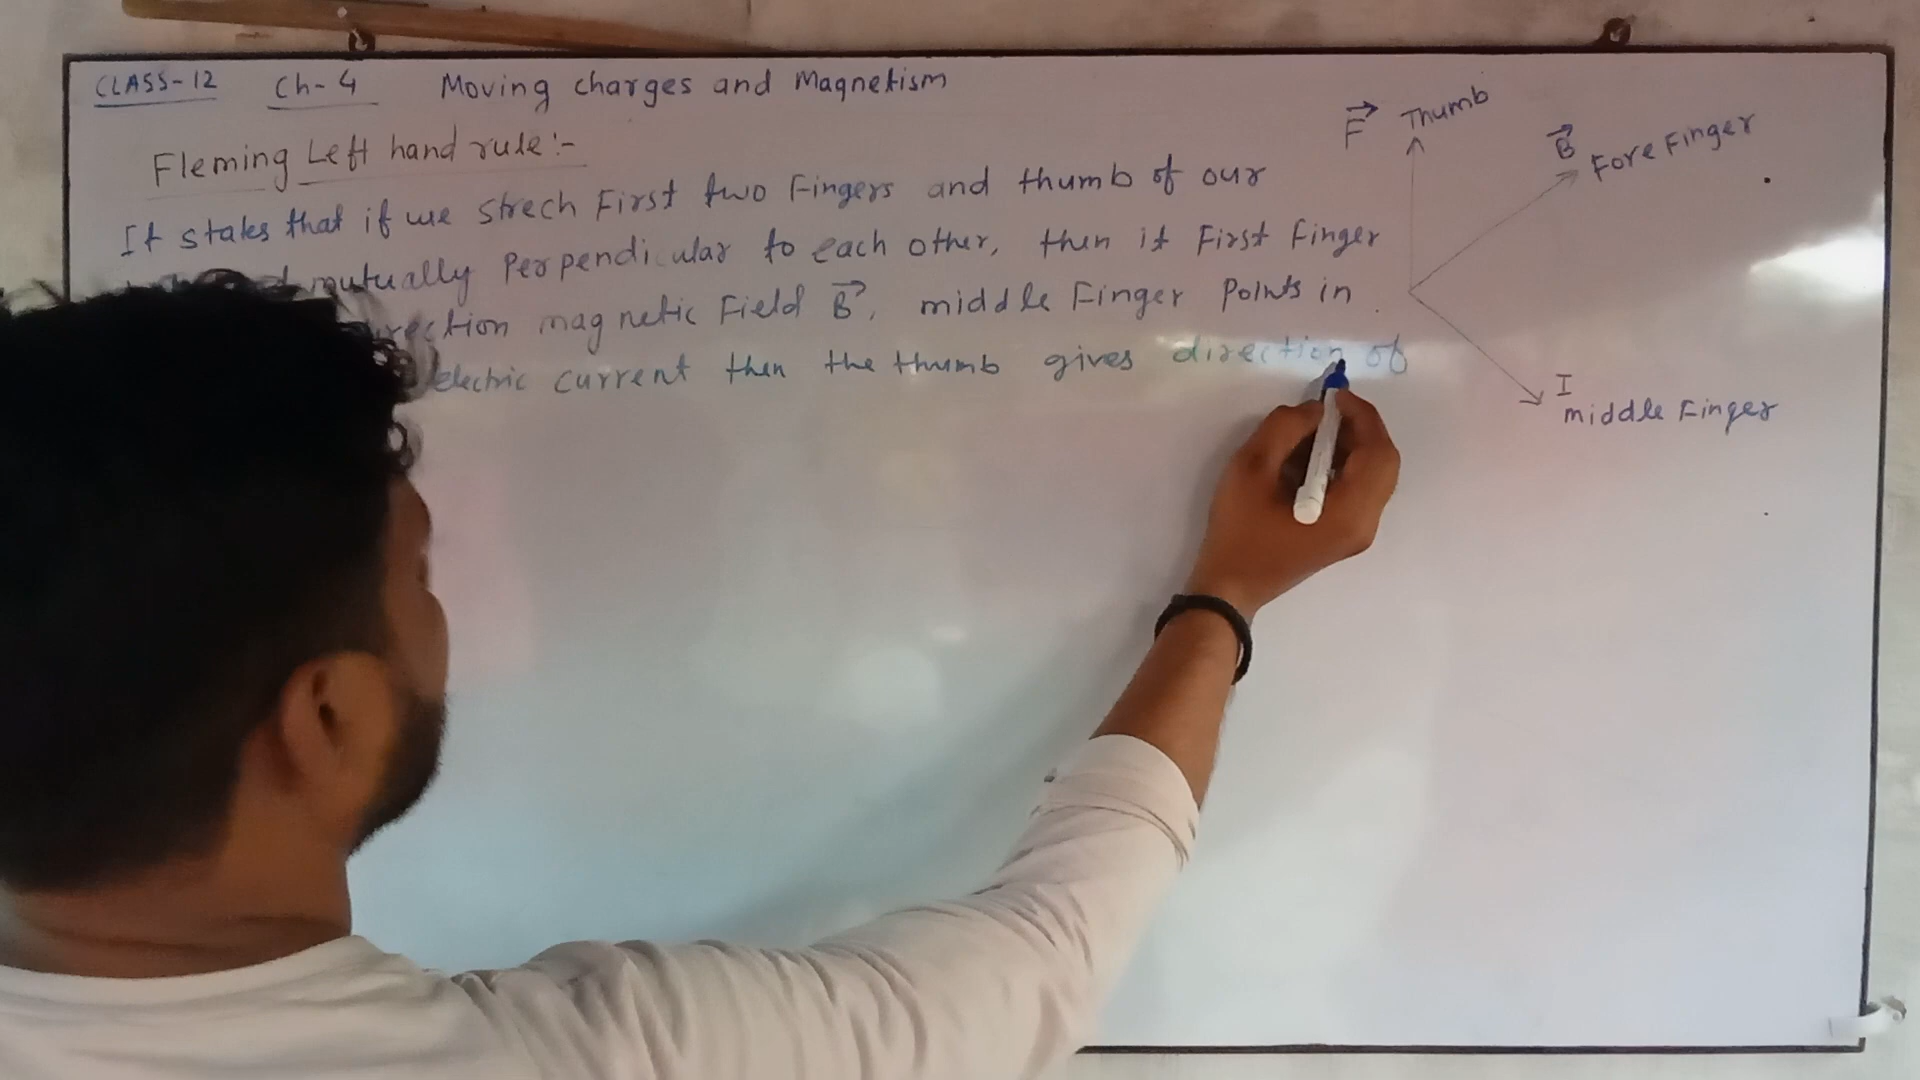 CLASS-12 Ch-4 Moving charges and Magnetism
Fleming Left hand rule:-
It states that if we strech First two Fingers and thumb of our
mutually Perpendicular to each other, then if First Finger
magnetic Field B⃗, middle Finger Points in
electric current then the thumb gives direction of
F⃗ Thumb
B⃗ Fore Finger
I
middle Finger